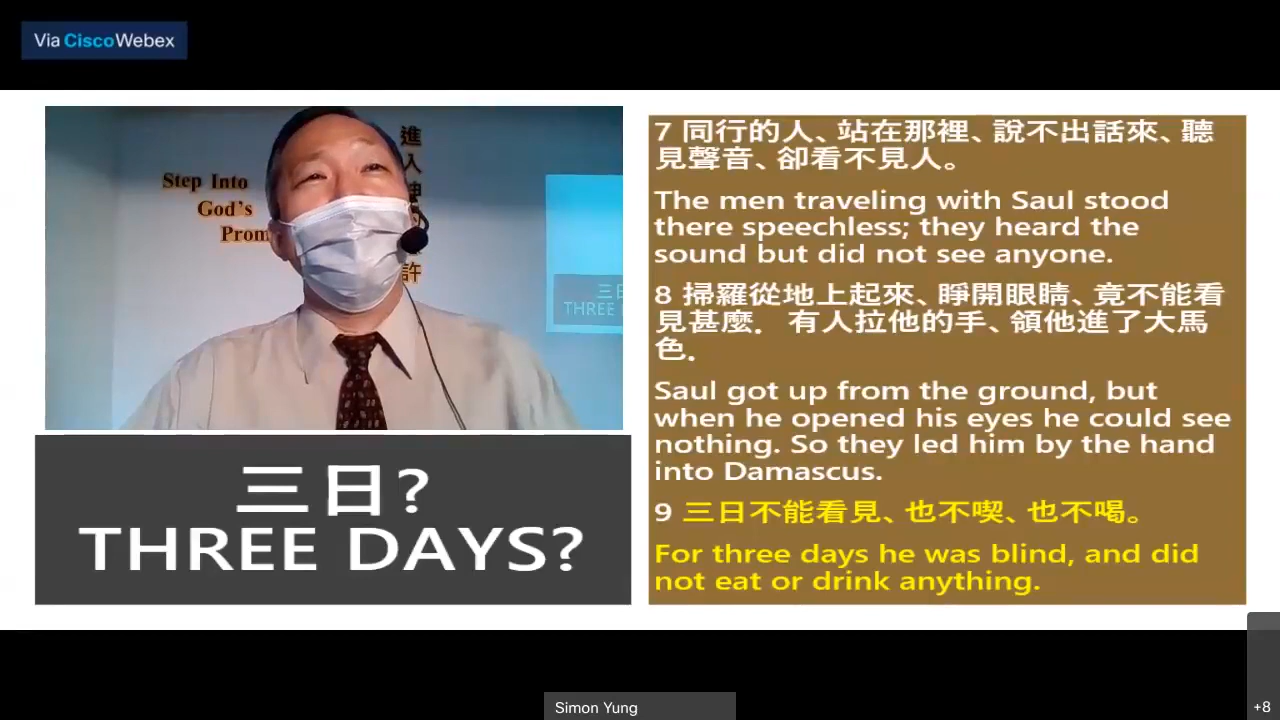 Via Cisco Webex
Step Into
God's
Prom
進
入
許
三日
THREE
三日?
THREE DAYS?
7 同行的人、站在那裡、說不出話來、聽
見聲音、卻看不見人。
The men traveling with Saul stood
there speechless; they heard the
sound but did not see anyone.
8 掃羅從地上起來、睜開眼睛、竟不能看
見甚麼． 有人拉他的手、領他進了大馬
色．
Saul got up from the ground, but
when he opened his eyes he could see
nothing. So they led him by the hand
into Damascus.
9 三日不能看見、也不喫、也不喝。
For three days he was blind, and did
not eat or drink anything.
Simon Yung
+8